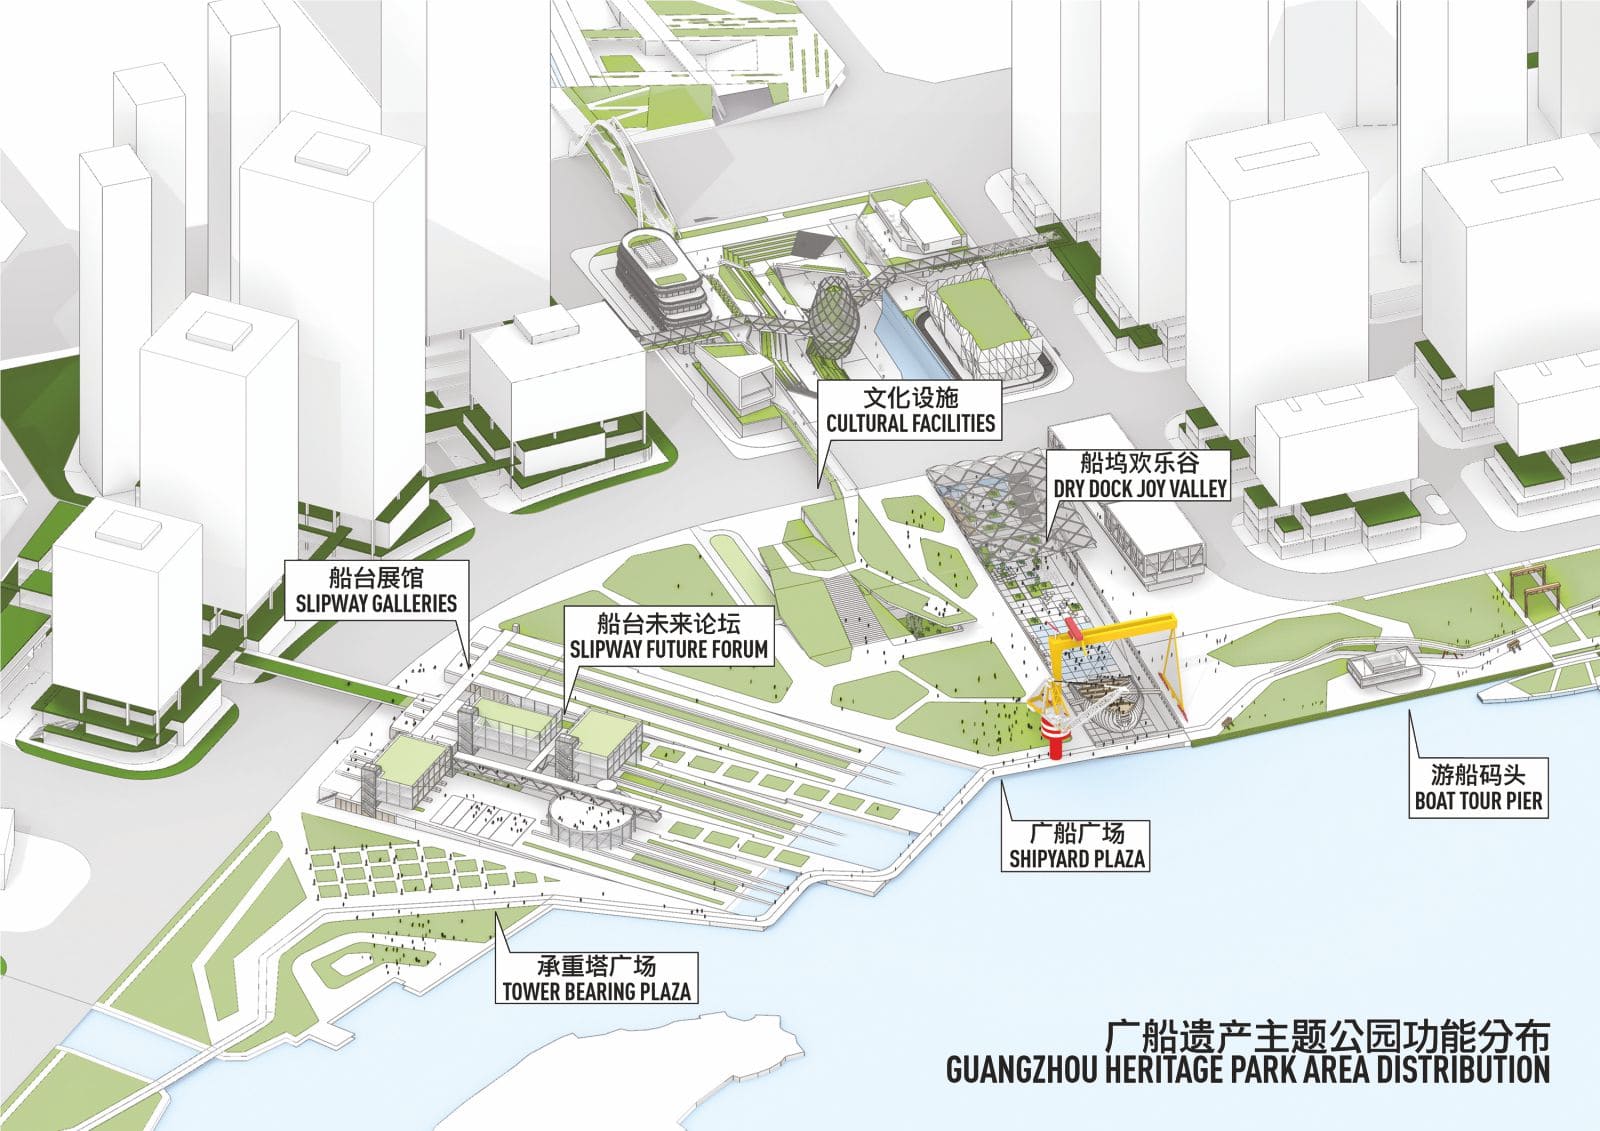 文化设施
CULTURAL FACILITIES
船坞欢乐谷
DRY DOCK JOY VALLEY
船台展馆
SLIPWAY GALLERIES
船台未来论坛
SLIPWAY FUTURE FORUM
游船码头
BOAT TOUR PIER
广船广场
SHIPYARD PLAZA
承重塔广场
TOWER BEARING PLAZA
广船遗产主题公园功能分布
GUANGZHOU HERITAGE PARK AREA DISTRIBUTION